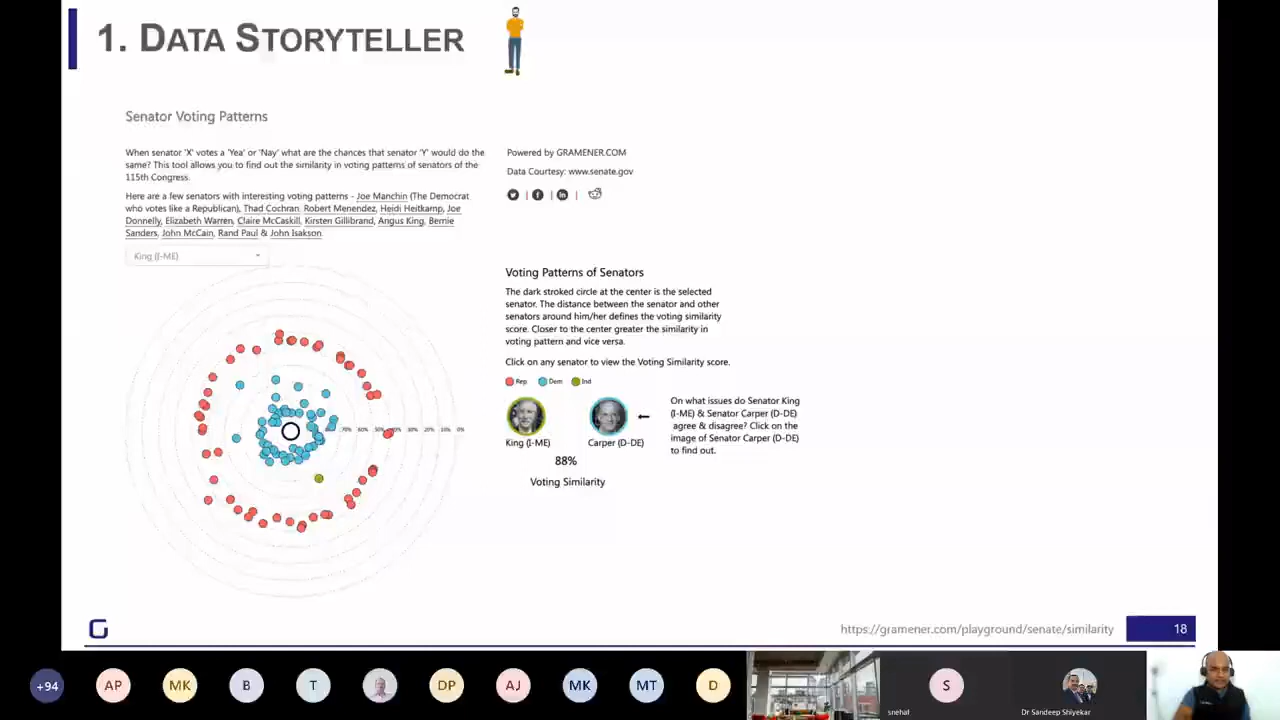 1. DATA STORYTELLER
Senator Voting Patterns
When senator 'X' votes a 'Yea' or 'Nay' what are the chances that senator 'Y' would do the
same? This tool allows you to find out the similarity in voting patterns of senators of the
115th Congress.
Here are a few senators with interesting voting patterns - Joe Manchin (The Democrat
who votes like a Republican), Thad Cochran, Robert Menendez, Heidi Heitkamp, Joe
Donnelly, Elizabeth Warren, Claire McCaskill, Kirsten Gillibrand, Angus King, Bernie
Sanders, John McCain, Rand Paul & John Isakson.
King (I-ME)
Powered by GRAMENER.COM
Data Courtesy: www.senate.gov
70% 60% 50% 40% 30% 20% 10% 0%
Voting Patterns of Senators
The dark stroked circle at the center is the selected
senator. The distance between the senator and other
senators around him/her defines the voting similarity
score. Closer to the center greater the similarity in
voting pattern and vice versa.
Click on any senator to view the Voting Similarity score.
Rep Dem Ind
King (I-ME) Carper (D-DE)
88%
Voting Similarity
On what issues do Senator King
(I-ME) & Senator Carper (D-DE)
agree & disagree? Click on the
image of Senator Carper (D-DE)
to find out.
https://gramener.com/playground/senate/similarity
18
+94 AP MK B T DP AJ MK MT D S
snehal
Dr Sandeep Shiyekar